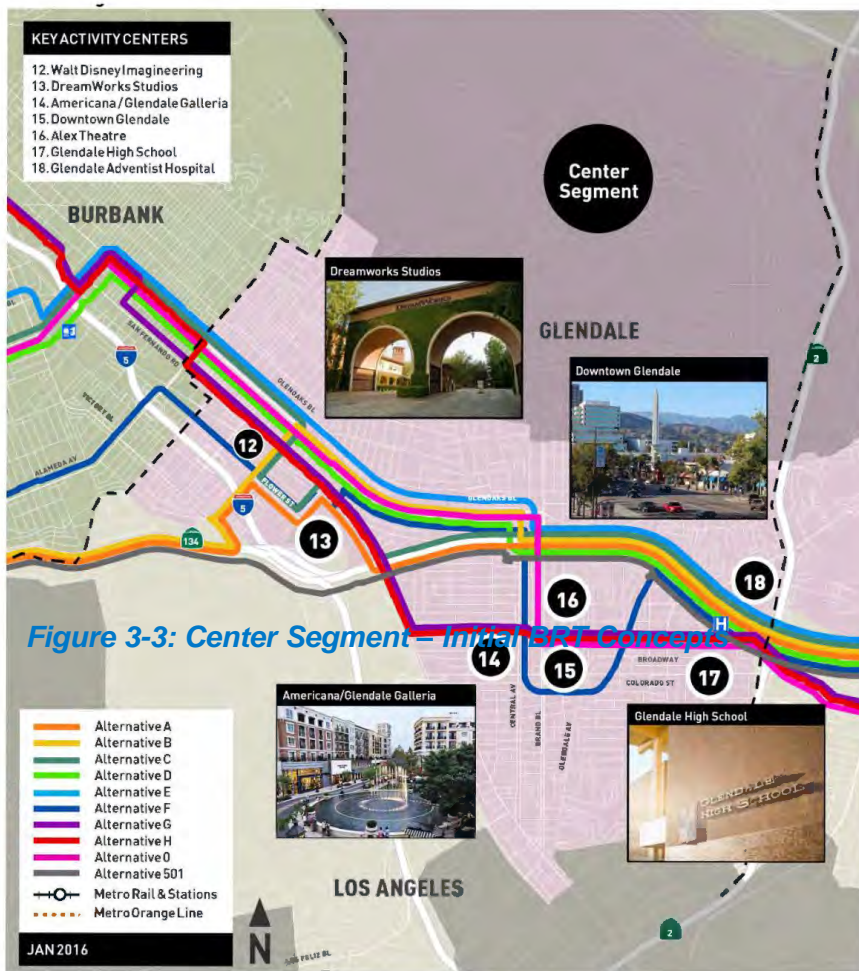 KEY ACTIVITY CENTERS
12. Walt Disney Imagineering
13. DreamWorks Studios
14. Americana/Glendale Galleria
15. Downtown Glendale
16. Alex Theatre
17. Glendale High School
18. Glendale Adventist Hospital
Center
Segment
BURBANK
Dreamworks Studios
DREAMWORKS
GLENDALE
2
BL
SAN FERNANDO RD
5
GLENOAKS BL
Downtown Glendale
VICTORY BL
ALAMEDA AV
12
FLOWER ST
5
GLENOAKS BL
134
13
16
18
H
Figure 3-3: Center Segment – Initial BRT Concepts
14
15
BROADWAY
17
COLORADO ST
Americana/Glendale Galleria
CENTRAL AV
BRAND BL
GLENDALE AV
Glendale High School
GLENDALE
HIGH SCHOOL
Alternative A
Alternative B
Alternative C
Alternative D
Alternative E
Alternative F
Alternative G
Alternative H
Alternative O
Alternative 501
Metro Rail & Stations
Metro Orange Line
LOS ANGELES
2
JAN 2016
N
LOS FELIZ BL